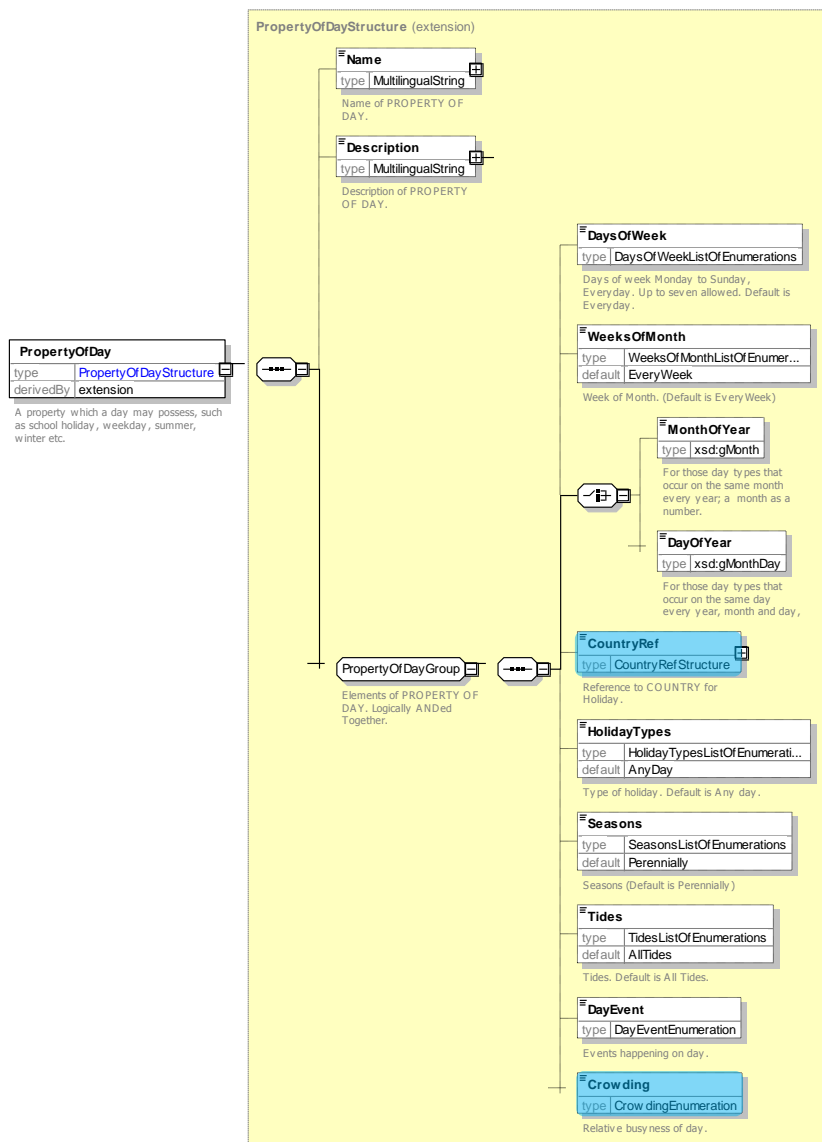 PropertyOfDayStructure (extension)
Name
type MultilingualString
Name of PROPERTY OF
DAY.
Description
type MultilingualString
Description of PROPERTY
OF DAY.
DaysOfWeek
type DaysOfWeekListOfEnumerations
Days of week Monday to Sunday,
Everyday. Up to seven allowed. Default is
Everyday.
PropertyOfDay
type PropertyOfDayStructure
derivedBy extension
A property which a day may possess, such
as school holiday, weekday, summer,
winter etc.
WeeksOfMonth
type WeeksOfMonthListOfEnumer...
default EveryWeek
Week of Month. (Default is EveryWeek)
MonthOfYear
type xsd:gMonth
For those day types that
occur on the same month
every year; a month as a
number.
DayOfYear
type xsd:gMonthDay
For those day types that
occur on the same day
every year, month and day,
PropertyOfDayGroup
Elements of PROPERTY OF
DAY. Logically ANDed
Together.
CountryRef
type CountryRefStructure
Reference to COUNTRY for
Holiday.
HolidayTypes
type HolidayTypesListOfEnumerati...
default AnyDay
Type of holiday. Default is Any day.
Seasons
type SeasonsListOfEnumerations
default Perennially
Seasons (Default is Perennially)
Tides
type TidesListOfEnumerations
default AllTides
Tides. Default is All Tides.
DayEvent
type DayEventEnumeration
Events happening on day.
Crowding
type CrowdingEnumeration
Relative busyness of day.